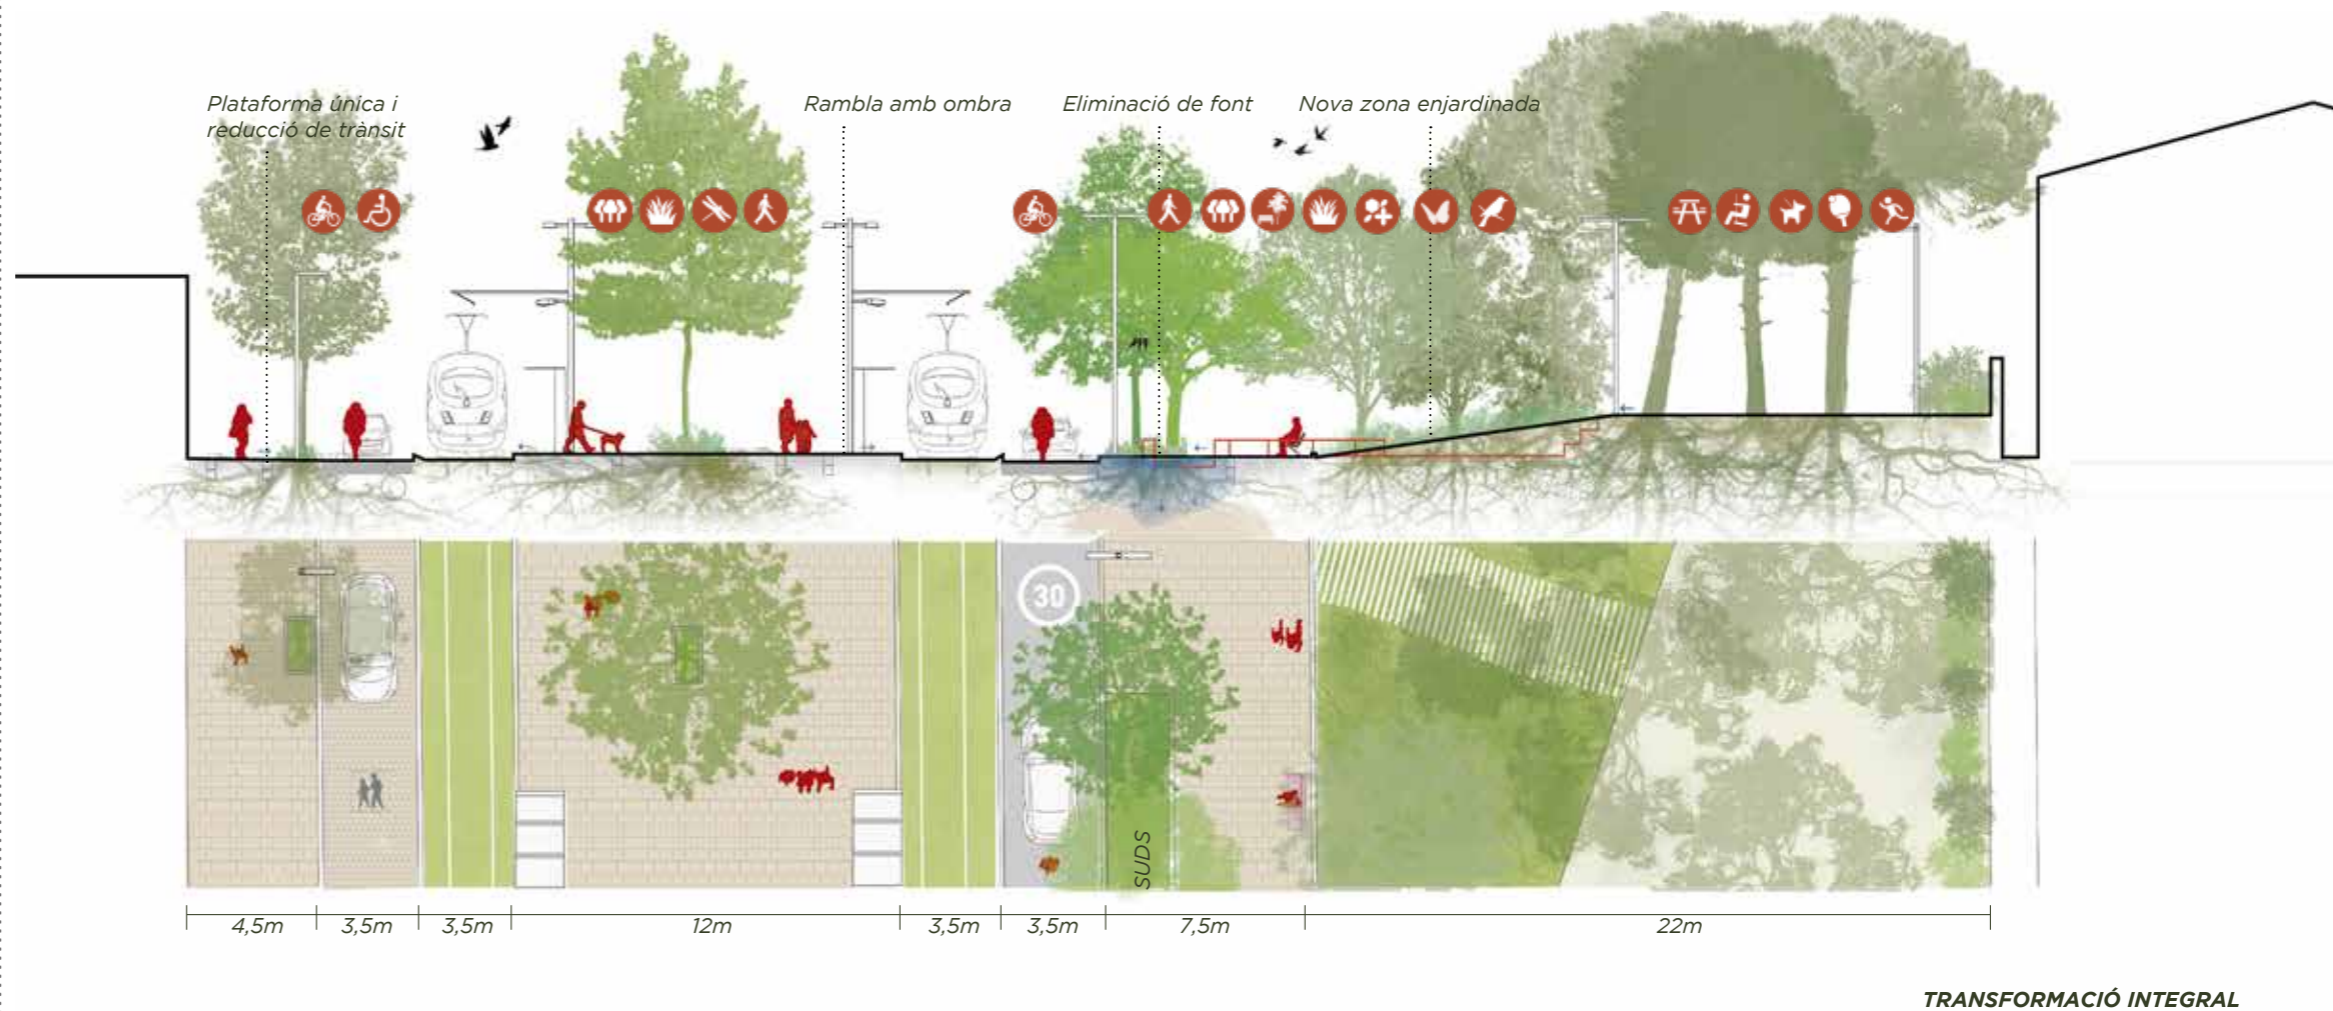 Plataforma única i
reducció de trànsit
Rambla amb ombra
Eliminació de font
Nova zona enjardinada
30
SUDS
4,5m
3,5m
3,5m
12m
3,5m
3,5m
7,5m
22m
TRANSFORMACIÓ INTEGRAL